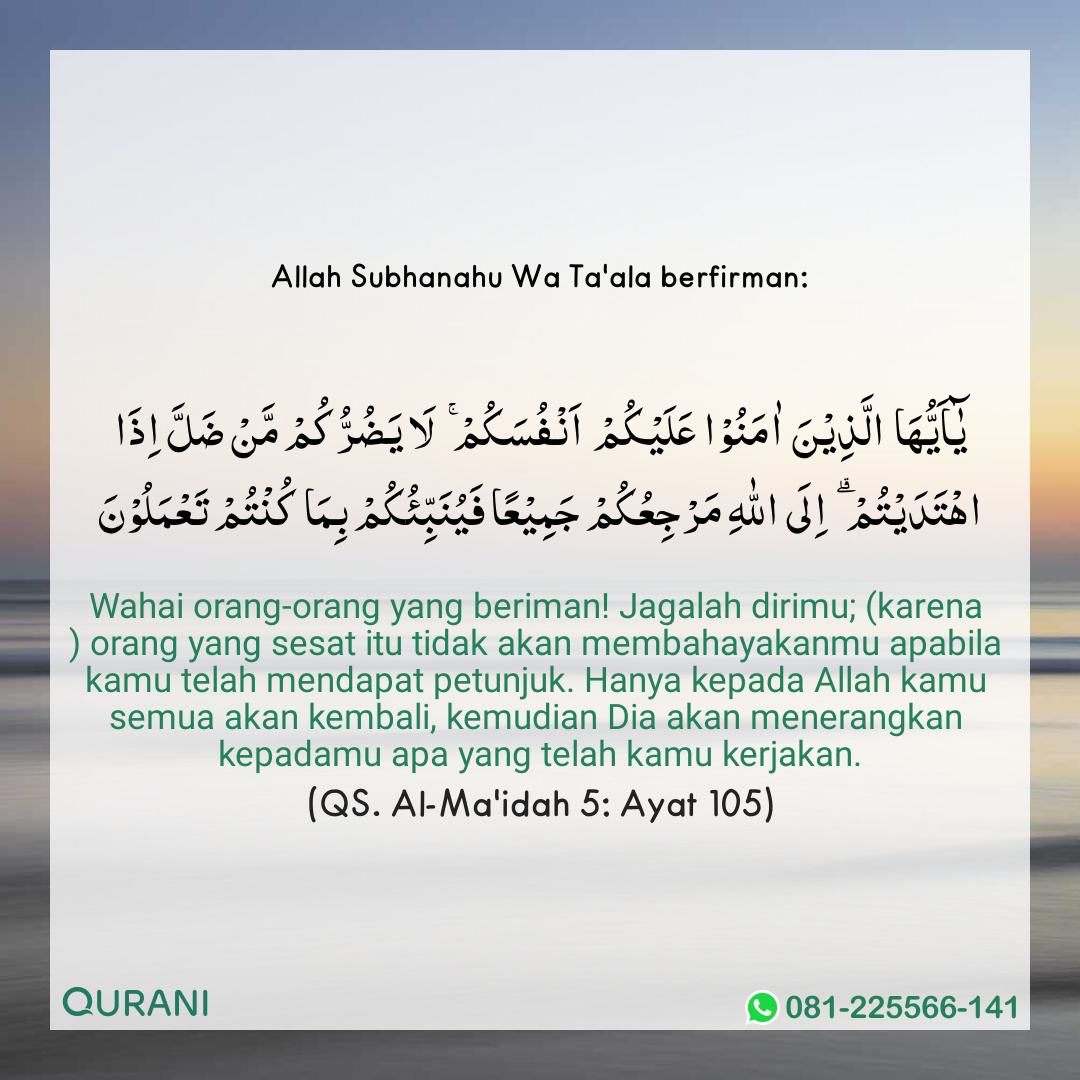 Allah Subhanahu Wa Ta'ala berfirman:
يٰۤاَيُّهَا الَّذِيْنَ اٰمَنُوْا عَلَيْكُمْ اَنْفُسَكُمْ ۚ لَا يَضُرُّكُمْ مَّنْ ضَلَّ اِذَا
اهْتَدَيْتُمْ ۗ اِلَى اللّٰهِ مَرْجِعُكُمْ جَمِيْعًا فَيُنَبِّئُكُمْ بِمَا كُنْتُمْ تَعْمَلُوْنَ
Wahai orang-orang yang beriman! Jagalah dirimu; (karena
) orang yang sesat itu tidak akan membahayakanmu apabila
kamu telah mendapat petunjuk. Hanya kepada Allah kamu
semua akan kembali, kemudian Dia akan menerangkan
kepadamu apa yang telah kamu kerjakan.
(QS. Al-Ma'idah 5: Ayat 105)
QURANI
081-225566-141